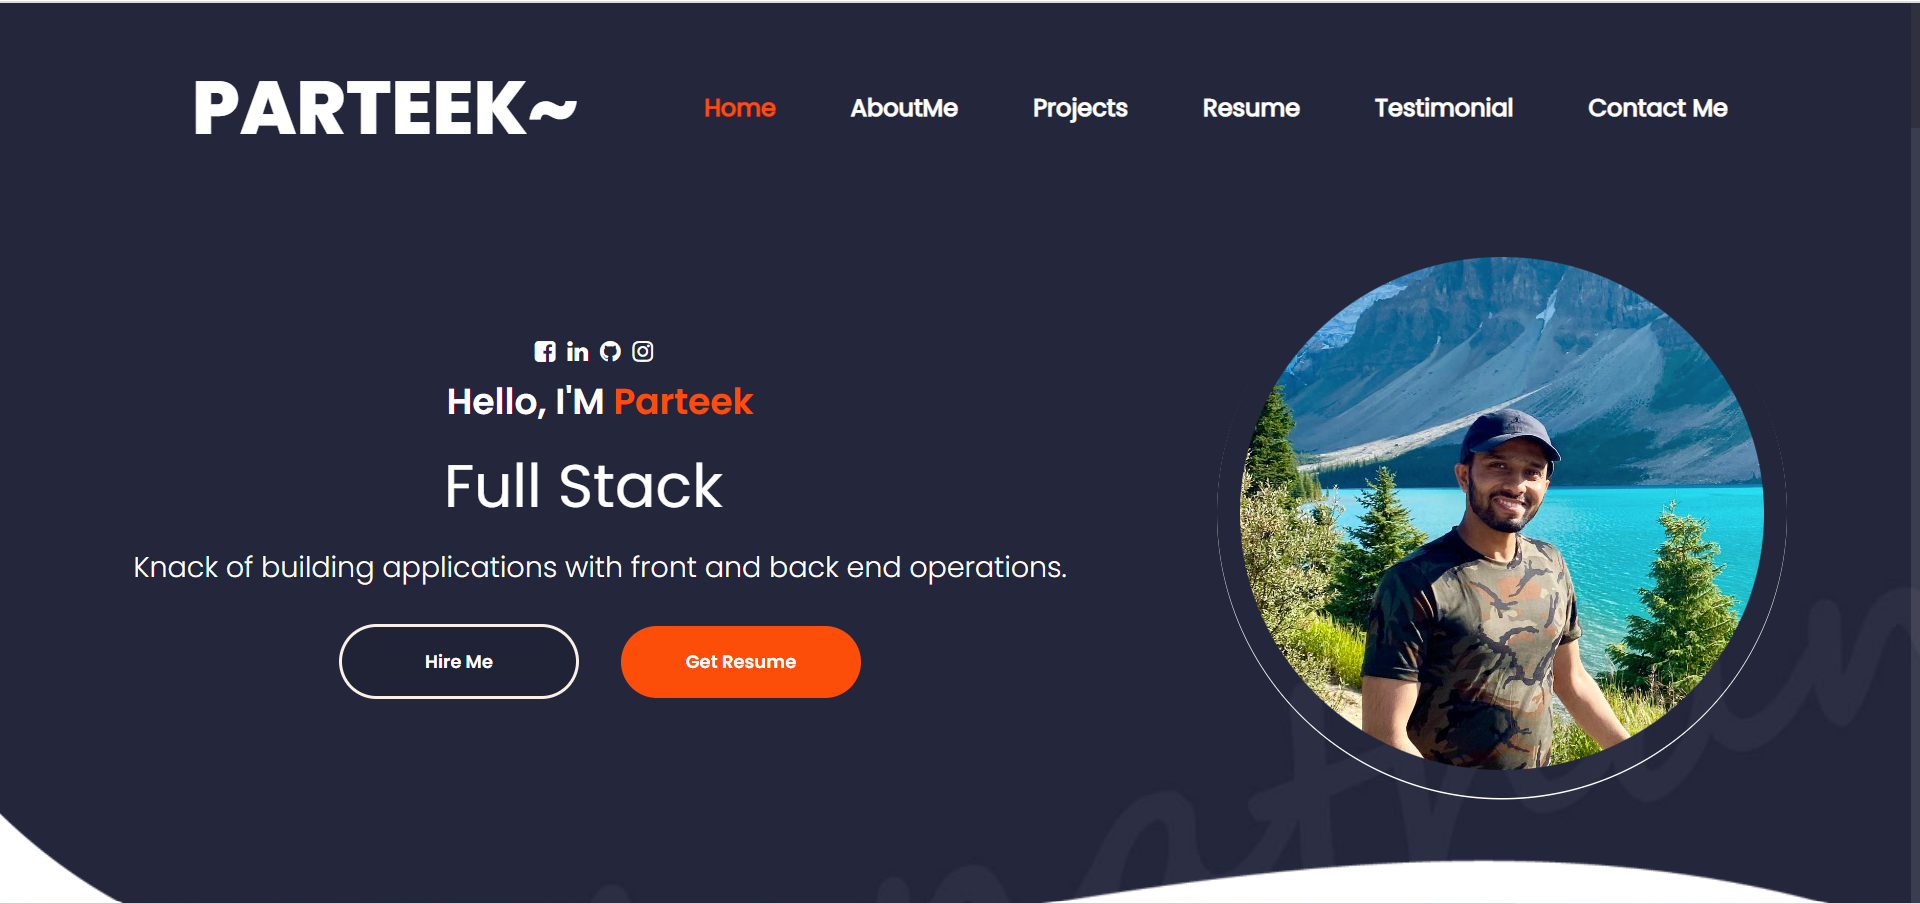 PARTEEK~ Home AboutMe Projects Resume Testimonial Contact Me
Hello, I'M Parteek
Full Stack
Knack of building applications with front and back end operations.
Hire Me Get Resume